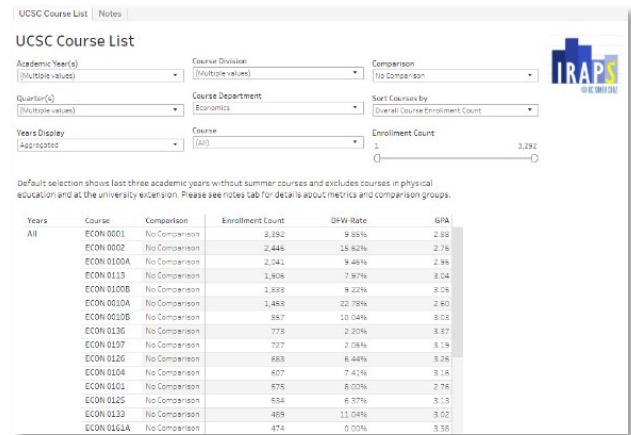 UCSC Course List Notes
UCSC Course List
Academic Year(s) Course Division Comparison
(Multiple values) (Multiple values) No Comparison
Quarter(s) Course Department Sort Courses by
(Multiple values) Economics Overall Course Enrollment Count
Years Display Course Enrollment Count
Aggregated (All) 1 3,292
IRAPS
@ UC SANTA CRUZ
Default selection shows last three academic years without summer courses and excludes courses in physical
education and at the university extension. Please see notes tab for details about metrics and comparison groups.
Years Course Comparison Enrollment Count DFW-Rate GPA
All ECON 0001 No Comparison 3,392 9.85% 2.88
ECON 0002 No Comparison 2,446 15.62% 2.76
ECON 0100A No Comparison 2,041 9.46% 2.96
ECON 0113 No Comparison 1,906 7.97% 3.04
ECON 0100B No Comparison 1,833 9.22% 3.05
ECON 0010A No Comparison 1,463 22.78% 2.60
ECON 0010B No Comparison 857 10.04% 3.03
ECON 0136 No Comparison 773 2.20% 3.37
ECON 0197 No Comparison 727 2.06% 3.19
ECON 0126 No Comparison 683 6.44% 3.26
ECON 0104 No Comparison 607 7.41% 3.16
ECON 0101 No Comparison 575 8.00% 2.76
ECON 0125 No Comparison 534 6.37% 3.13
ECON 0133 No Comparison 489 11.04% 3.02
ECON 0161A No Comparison 474 0.00% 3.38